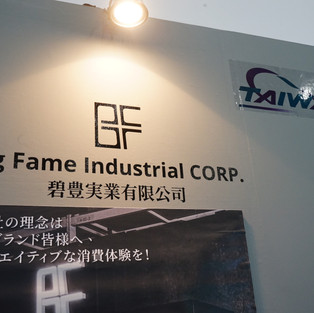 TAIW
g Fame Industrial CORP.
碧豊実業有限公司
の理念は
ブランド皆様へ、
エイティブな消費体験を!